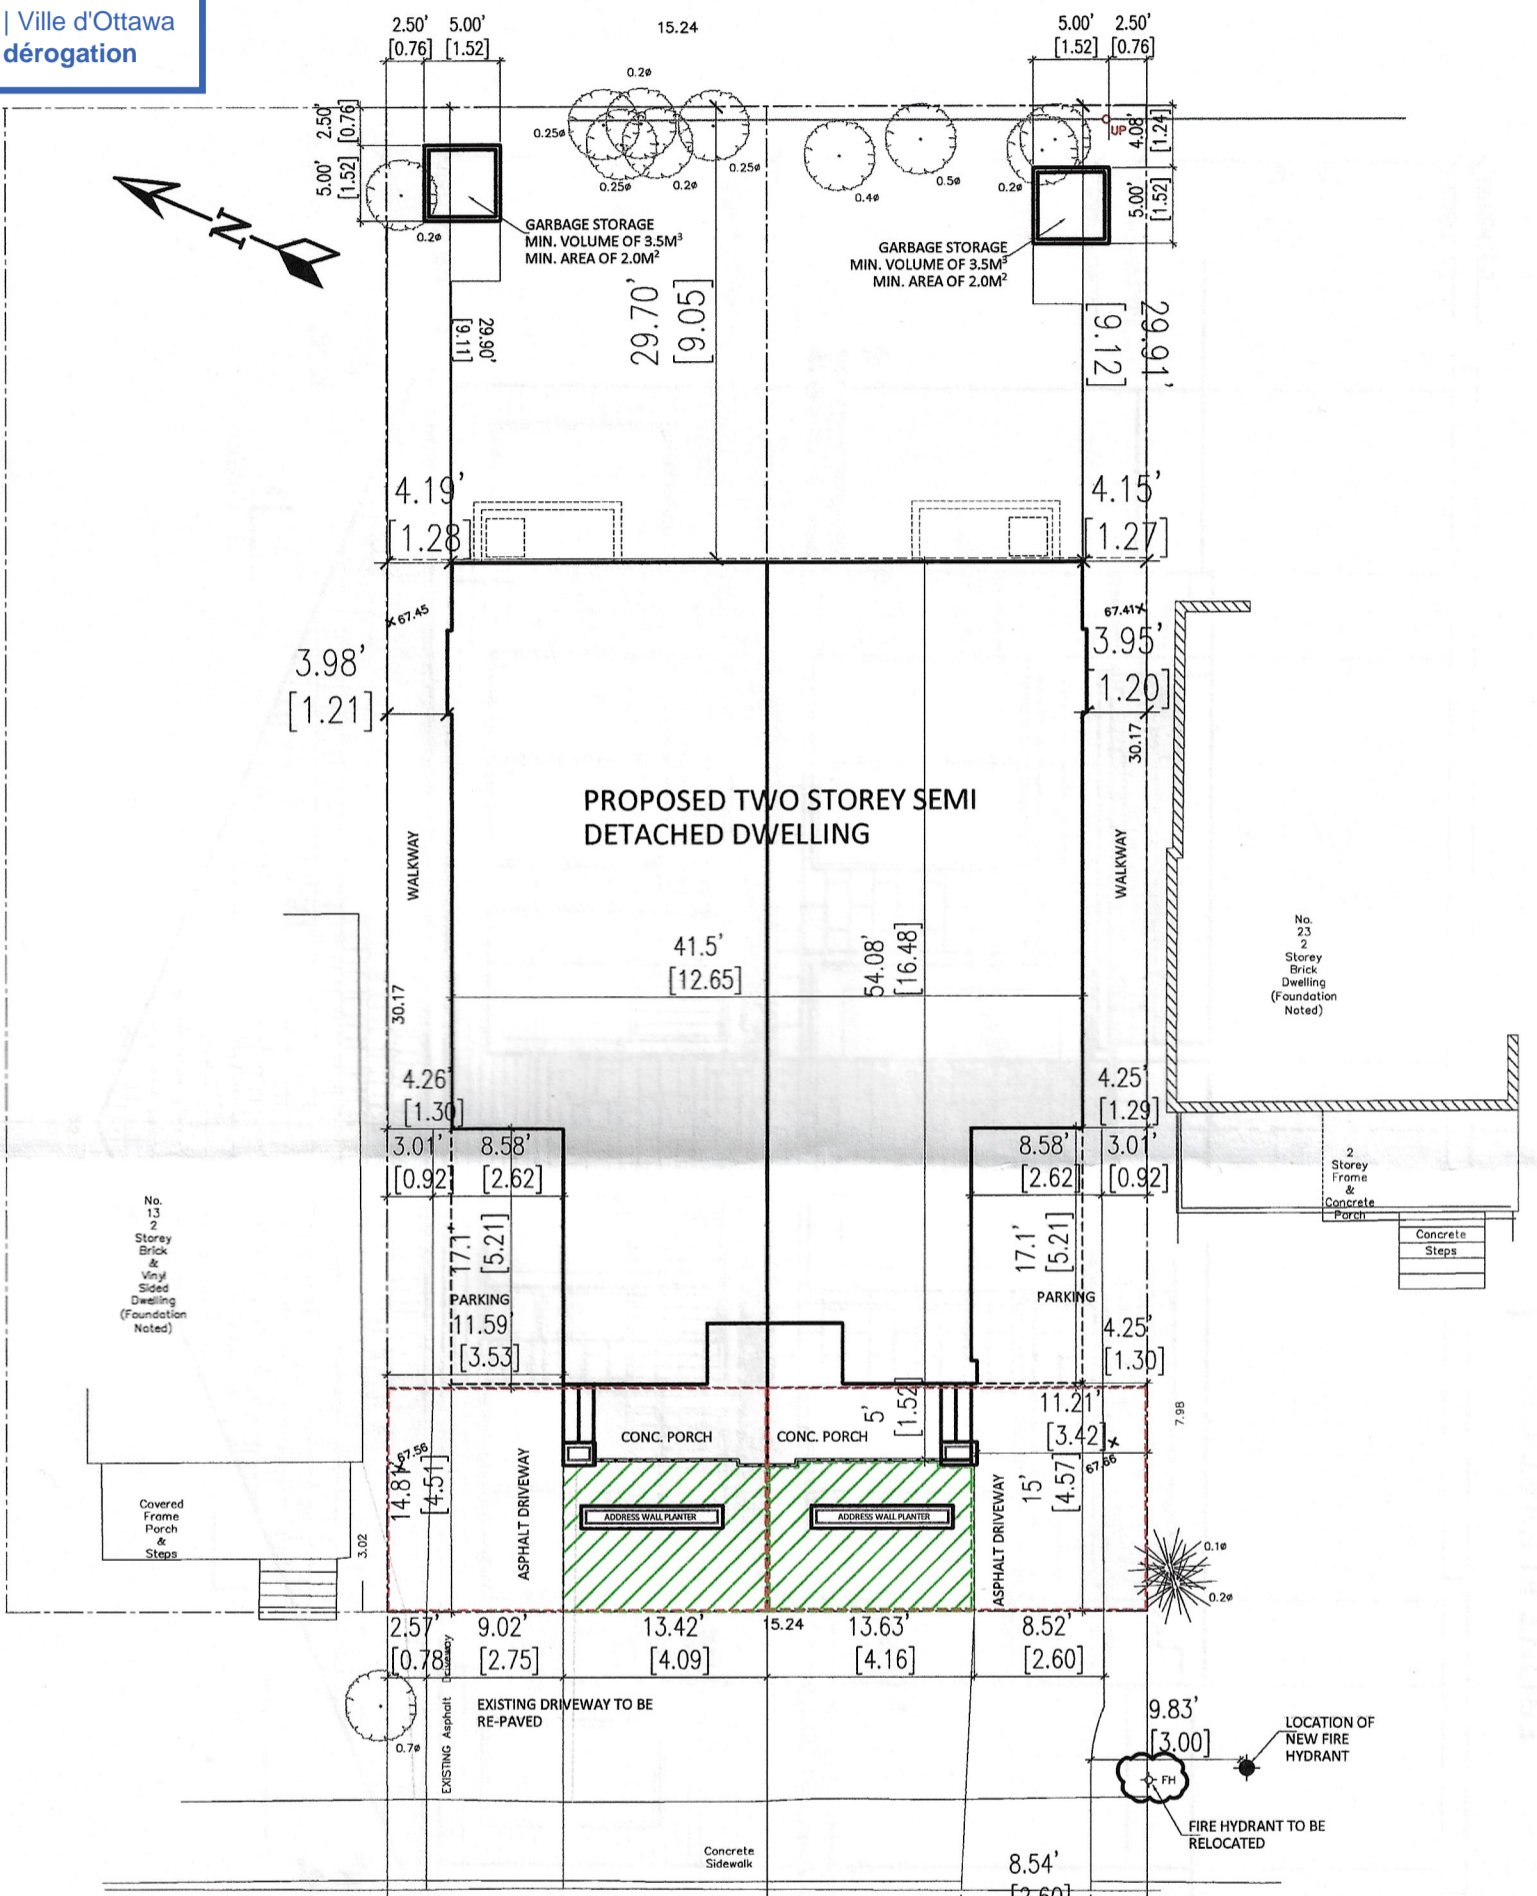 | Ville d'Ottawa
dérogation
2.50' 5.00'
[0.76] [1.52]
15.24
5.00' 2.50'
[1.52] [0.76]
0.2ø
0.25ø
0.25ø
0.25ø
0.2ø
0.4ø
0.5ø
0.2ø
UP
2.50'
[0.76]
5.00'
[1.52]
4.08'
[1.24]
5.00'
[1.52]
N
0.2ø
GARBAGE STORAGE
MIN. VOLUME OF 3.5M³
MIN. AREA OF 2.0M²
GARBAGE STORAGE
MIN. VOLUME OF 3.5M³
MIN. AREA OF 2.0M²
29.90'
[9.11]
29.70'
[9.05]
29.91'
[9.12]
4.19'
[1.28]
4.15'
[1.27]
67.45
67.41
3.98'
[1.21]
3.95'
[1.20]
30.17
PROPOSED TWO STOREY SEMI
DETACHED DWELLING
WALKWAY
WALKWAY
41.5'
[12.65]
54.08'
[16.48]
30.17
No.
23
2
Storey
Brick
Dwelling
(Foundation
Noted)
4.26'
[1.30]
4.25'
[1.29]
3.01' 8.58'
[0.92] [2.62]
8.58' 3.01'
[2.62] [0.92]
2
Storey
Frame
&
Concrete
Porch
Concrete
Steps
No.
13
2
Storey
Brick
&
Vinyl
Sided
Dwelling
(Foundation
Noted)
17.1'
[5.21]
17.1'
[5.21]
PARKING
PARKING
11.59'
[3.53]
4.25'
[1.30]
5'
[1.52]
11.21'
[3.42]
7.98
CONC. PORCH
CONC. PORCH
67.56
67.66
14.81'
[4.51]
15'
[4.57]
ASPHALT DRIVEWAY
ASPHALT DRIVEWAY
ADDRESS WALL PLANTER
ADDRESS WALL PLANTER
Covered
Frame
Porch
&
Steps
3.02
0.1ø
0.2ø
2.57' 9.02' 13.42' 15.24 13.63' 8.52'
[0.78] [2.75] [4.09] [4.16] [2.60]
EXISTING Asphalt Driveway
EXISTING DRIVEWAY TO BE
RE-PAVED
0.7ø
9.83'
[3.00]
LOCATION OF
NEW FIRE
HYDRANT
FH
FIRE HYDRANT TO BE
RELOCATED
Concrete
Sidewalk
8.54'
[2.60]